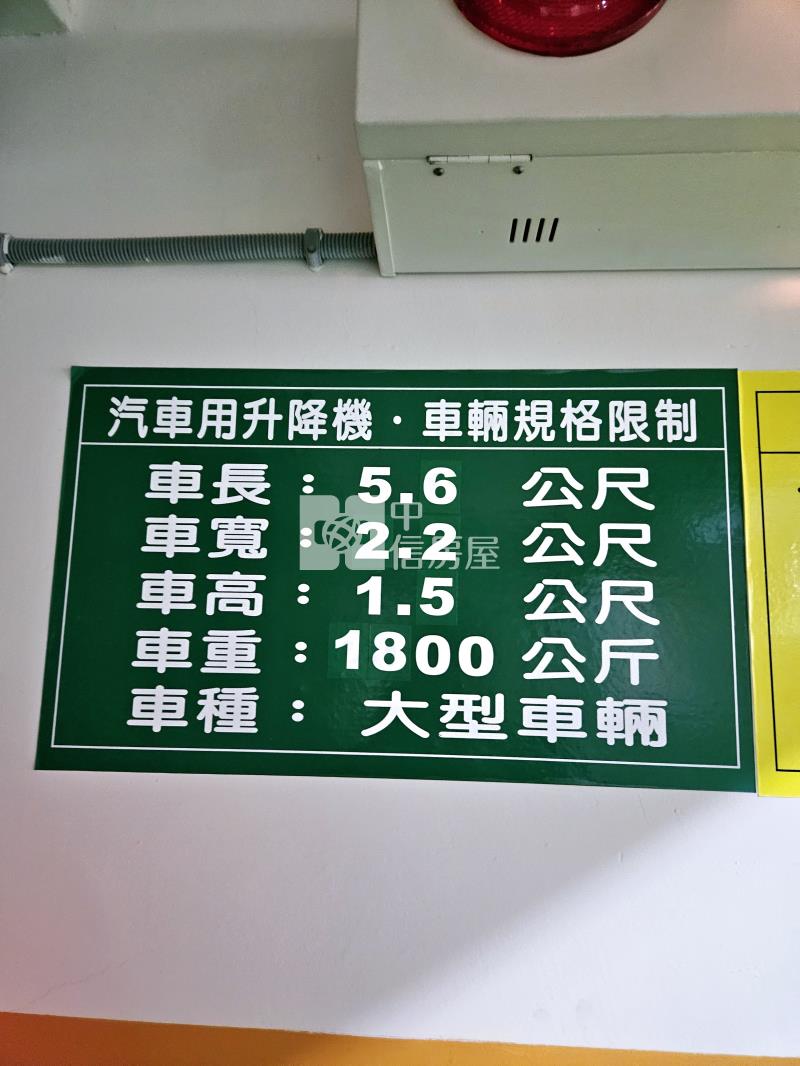 汽車用升降機·車輛規格限制
車長：5.6 公尺
車寬：2.2 公尺
車高：1.5 公尺
車重：1800 公斤
車種：大型車輛
中信房屋